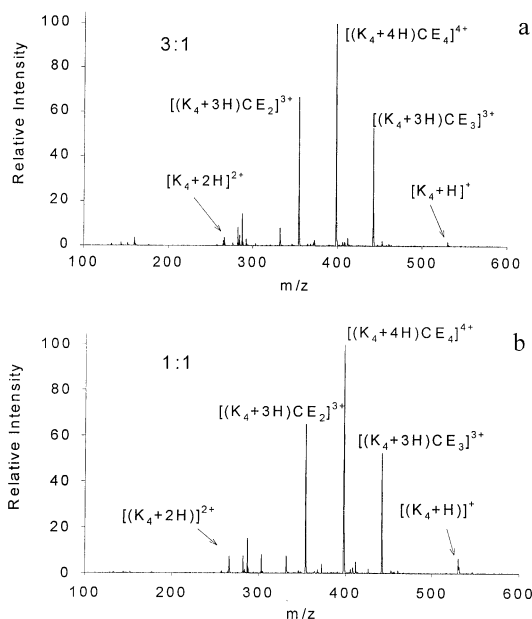 a
3:1
[(K4+4H)CE4]4+
[(K4+3H)CE2]3+
[(K4+3H)CE3]3+
[K4+2H]2+
[K4+H]+
Relative Intensity
100
80
60
40
20
0
100 200 300 400 500 600
m/z
b
1:1
[(K4+4H)CE4]4+
[(K4+3H)CE2]3+
[(K4+3H)CE3]3+
[(K4+2H)]2+
[(K4+H)]+
Relative Intensity
100
80
60
40
20
0
100 200 300 400 500 600
m/z